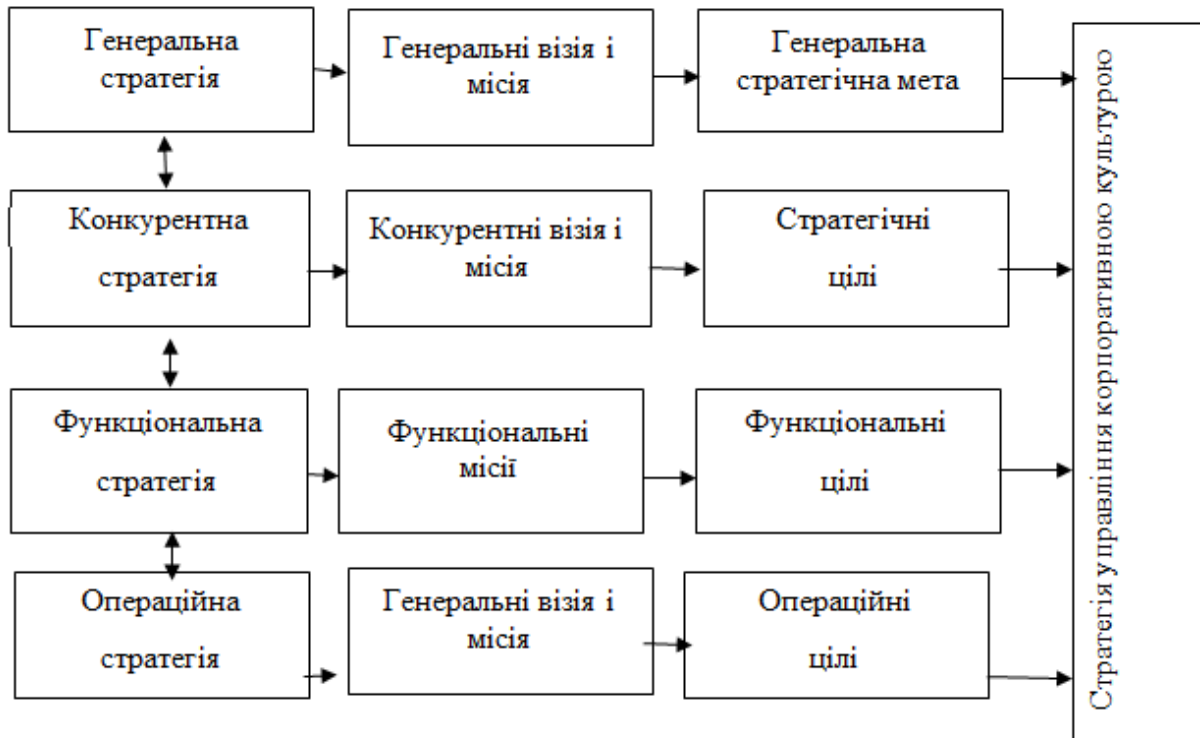 Генеральна
стратегія
Генеральні візія і
місія
Генеральна
стратегічна мета
Конкурентна
стратегія
Конкурентні візія і
місія
Стратегічні
цілі
Функціональна
стратегія
Функціональні
місії
Функціональні
цілі
Операційна
стратегія
Генеральні візія і
місія
Операційні
цілі
Стратегія управління корпоративною культурою